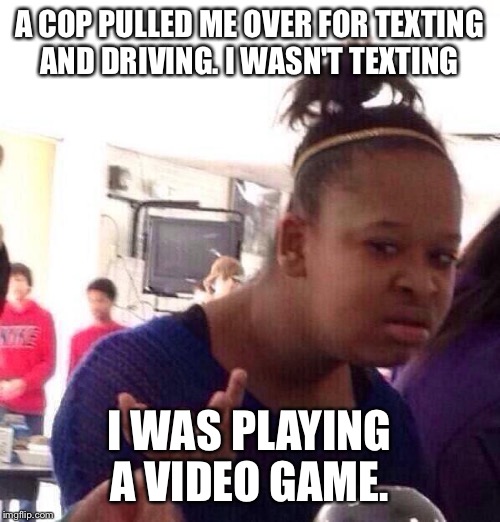 A COP PULLED ME OVER FOR TEXTING
AND DRIVING. I WASN'T TEXTING
I WAS PLAYING
A VIDEO GAME.
imgflip.com